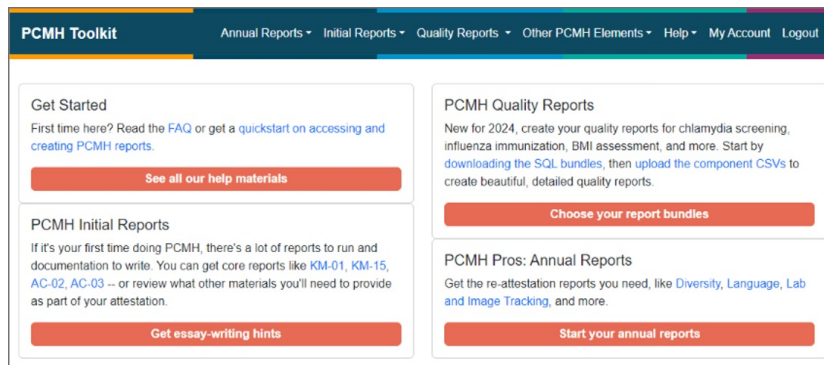 PCMH Toolkit
Annual Reports Initial Reports Quality Reports Other PCMH Elements Help My Account Logout
Get Started
First time here? Read the FAQ or get a quickstart on accessing and
creating PCMH reports.
See all our help materials
PCMH Initial Reports
If it's your first time doing PCMH, there's a lot of reports to run and
documentation to write. You can get core reports like KM-01, KM-15,
AC-02, AC-03 -- or review what other materials you'll need to provide
as part of your attestation.
Get essay-writing hints
PCMH Quality Reports
New for 2024, create your quality reports for chlamydia screening,
influenza immunization, BMI assessment, and more. Start by
downloading the SQL bundles, then upload the component CSVs to
create beautiful, detailed quality reports.
Choose your report bundles
PCMH Pros: Annual Reports
Get the re-attestation reports you need, like Diversity, Language, Lab
and Image Tracking, and more.
Start your annual reports